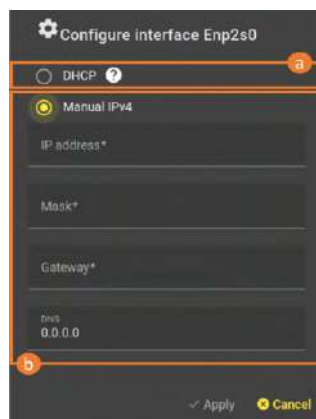 Configure interface Enp2s0
a
DHCP ?
Manual IPv4
IP address*
Mask*
Gateway*
DNS
0.0.0.0
b
Apply Cancel